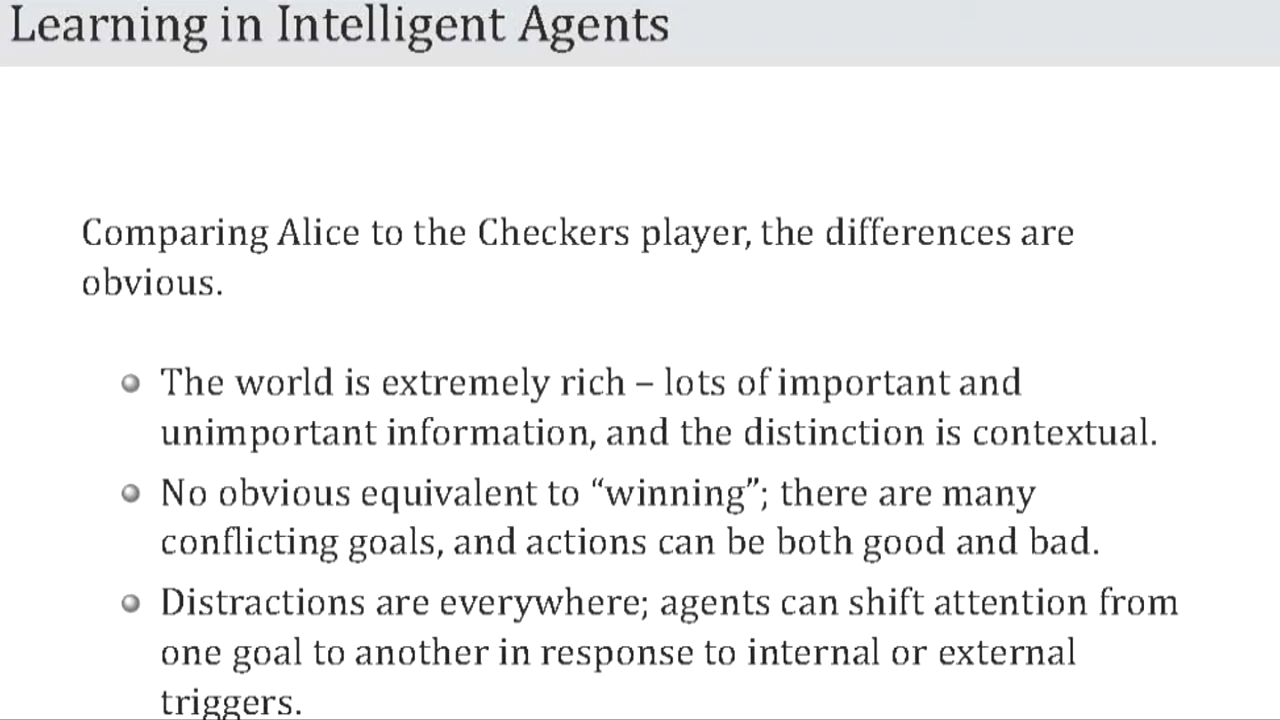 Learning in Intelligent Agents
Comparing Alice to the Checkers player, the differences are
obvious.
The world is extremely rich – lots of important and
unimportant information, and the distinction is contextual.
No obvious equivalent to “winning”; there are many
conflicting goals, and actions can be both good and bad.
Distractions are everywhere; agents can shift attention from
one goal to another in response to internal or external
triggers.